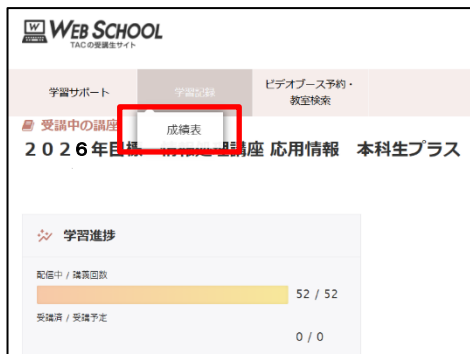 WEB SCHOOL
TACの受講生サイト
学習サポート
学習記録
ビデオブース予約・
教室検索
受講中の講座
成績表
2026年目標 情報処理講座 応用情報 本科生プラス
学習進捗
配信中 / 講義回数
52 / 52
受講済 / 受講予定
0 / 0